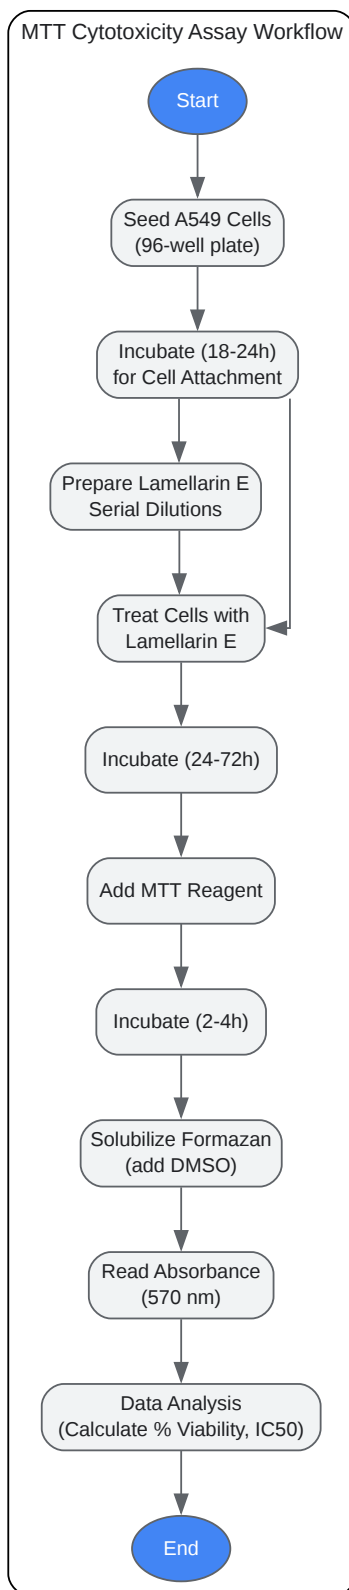 MTT Cytotoxicity Assay Workflow
Start
Seed A549 Cells
(96-well plate)
Incubate (18-24h)
for Cell Attachment
Prepare Lamellarin E
Serial Dilutions
Treat Cells with
Lamellarin E
Incubate (24-72h)
Add MTT Reagent
Incubate (2-4h)
Solubilize Formazan
(add DMSO)
Read Absorbance
(570 nm)
Data Analysis
(Calculate % Viability, IC50)
End